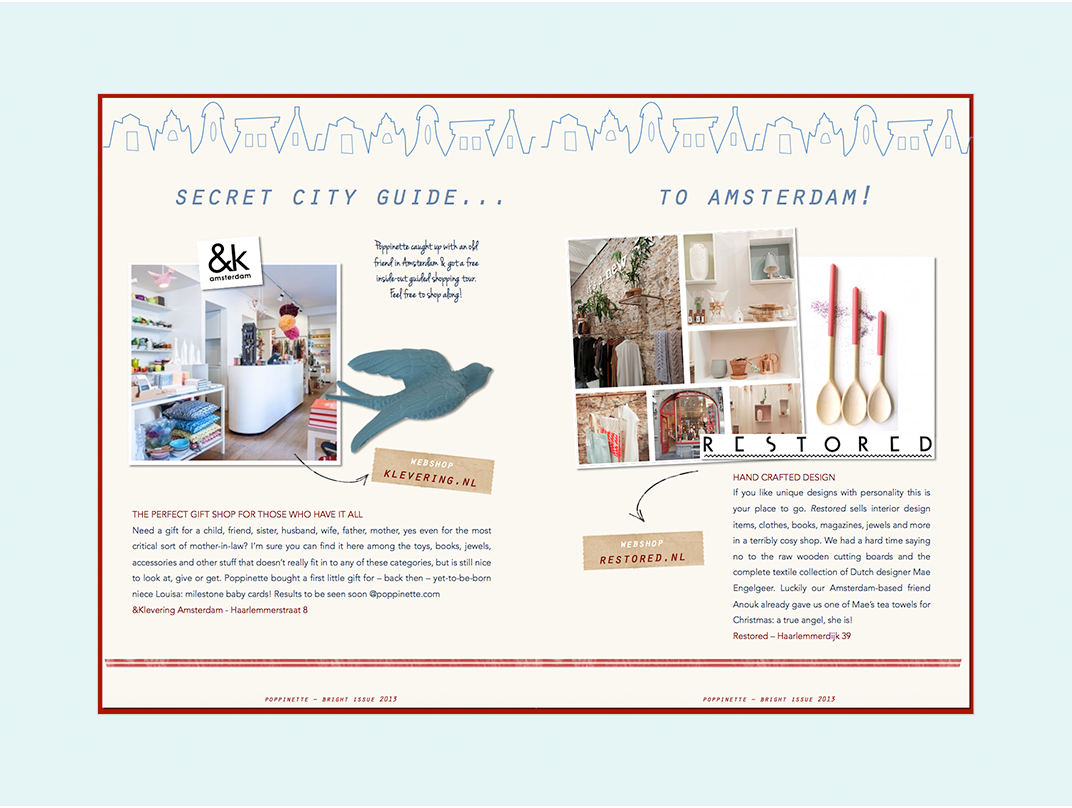 SECRET CITY GUIDE...
&k
amsterdam
Poppinette caught up with an old
friend in Amsterdam & got a free
inside-out guided shopping tour.
Feel free to shop along!
WEBSHOP
KLEVERING.NL
THE PERFECT GIFT SHOP FOR THOSE WHO HAVE IT ALL
Need a gift for a child, friend, sister, husband, wife, father, mother, yes even for the most
critical sort of mother-in-law? I'm sure you can find it here among the toys, books, jewels,
accessories and other stuff that doesn't really fit in to any of these categories, but is still nice
to look at, give or get. Poppinette bought a first little gift for – back then – yet-to-be-born
niece Louisa: milestone baby cards! Results to be seen soon @poppinette.com
&Klevering Amsterdam - Haarlemmerstraat 8
POPPINETTE – BRIGHT ISSUE 2013
TO AMSTERDAM!
RESTORED
WEBSHOP
RESTORED.NL
HAND CRAFTED DESIGN
If you like unique designs with personality this is
your place to go. Restored sells interior design
items, clothes, books, magazines, jewels and more
in a terribly cosy shop. We had a hard time saying
no to the raw wooden cutting boards and the
complete textile collection of Dutch designer Mae
Engelgeer. Luckily our Amsterdam-based friend
Anouk already gave us one of Mae's tea towels for
Christmas: a true angel, she is!
Restored – Haarlemmerdijk 39
POPPINETTE – BRIGHT ISSUE 2013